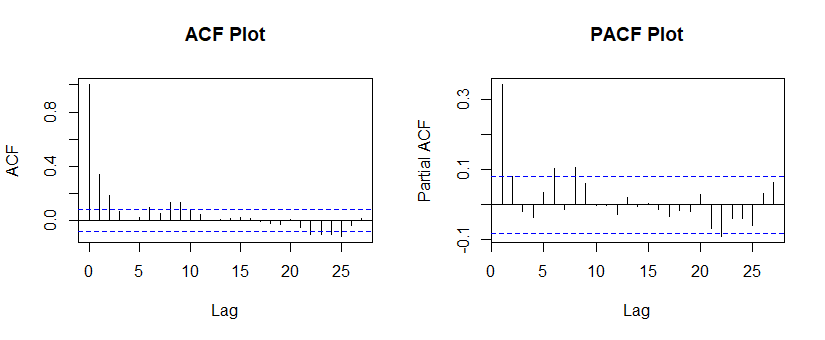 ACF Plot
ACF
0.0 0.4 0.8
0 5 10 15 20 25
Lag
PACF Plot
Partial ACF
-0.1 0.1 0.3
0 5 10 15 20 25
Lag